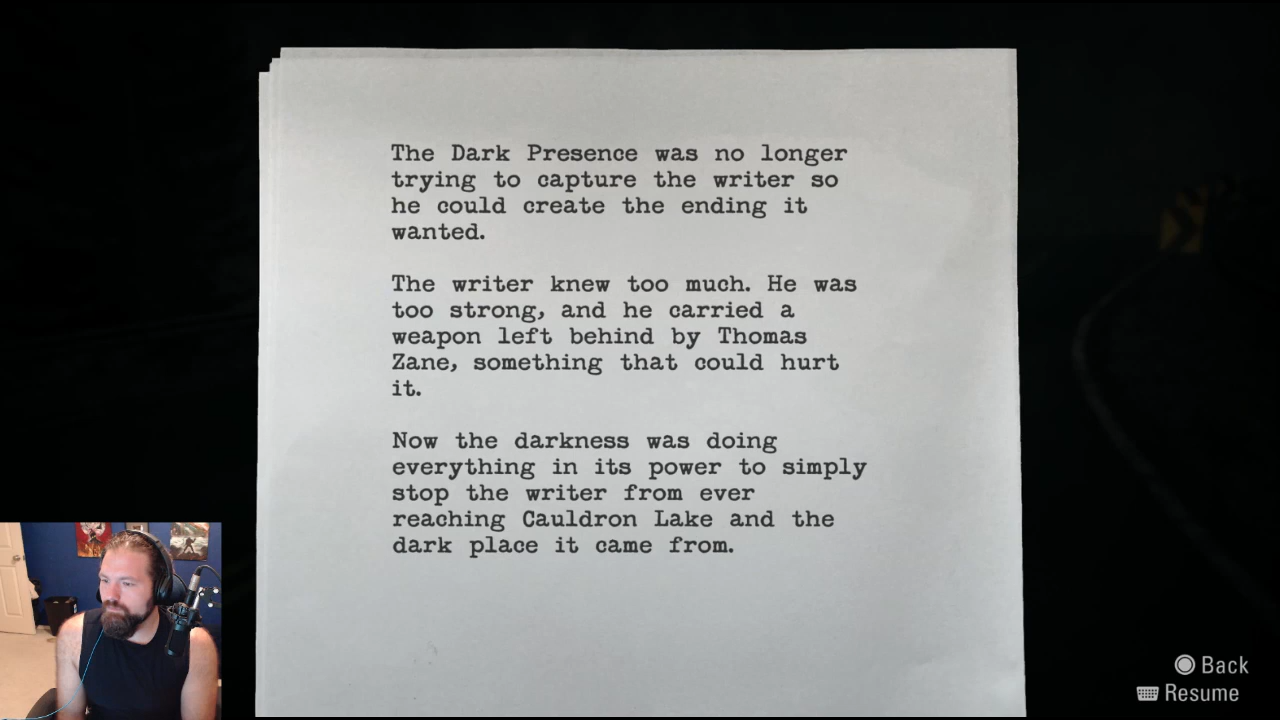 The Dark Presence was no longer
trying to capture the writer so
he could create the ending it
wanted.
The writer knew too much. He was
too strong, and he carried a
weapon left behind by Thomas
Zane, something that could hurt
it.
Now the darkness was doing
everything in its power to simply
stop the writer from ever
reaching Cauldron Lake and the
dark place it came from.
Back
Resume